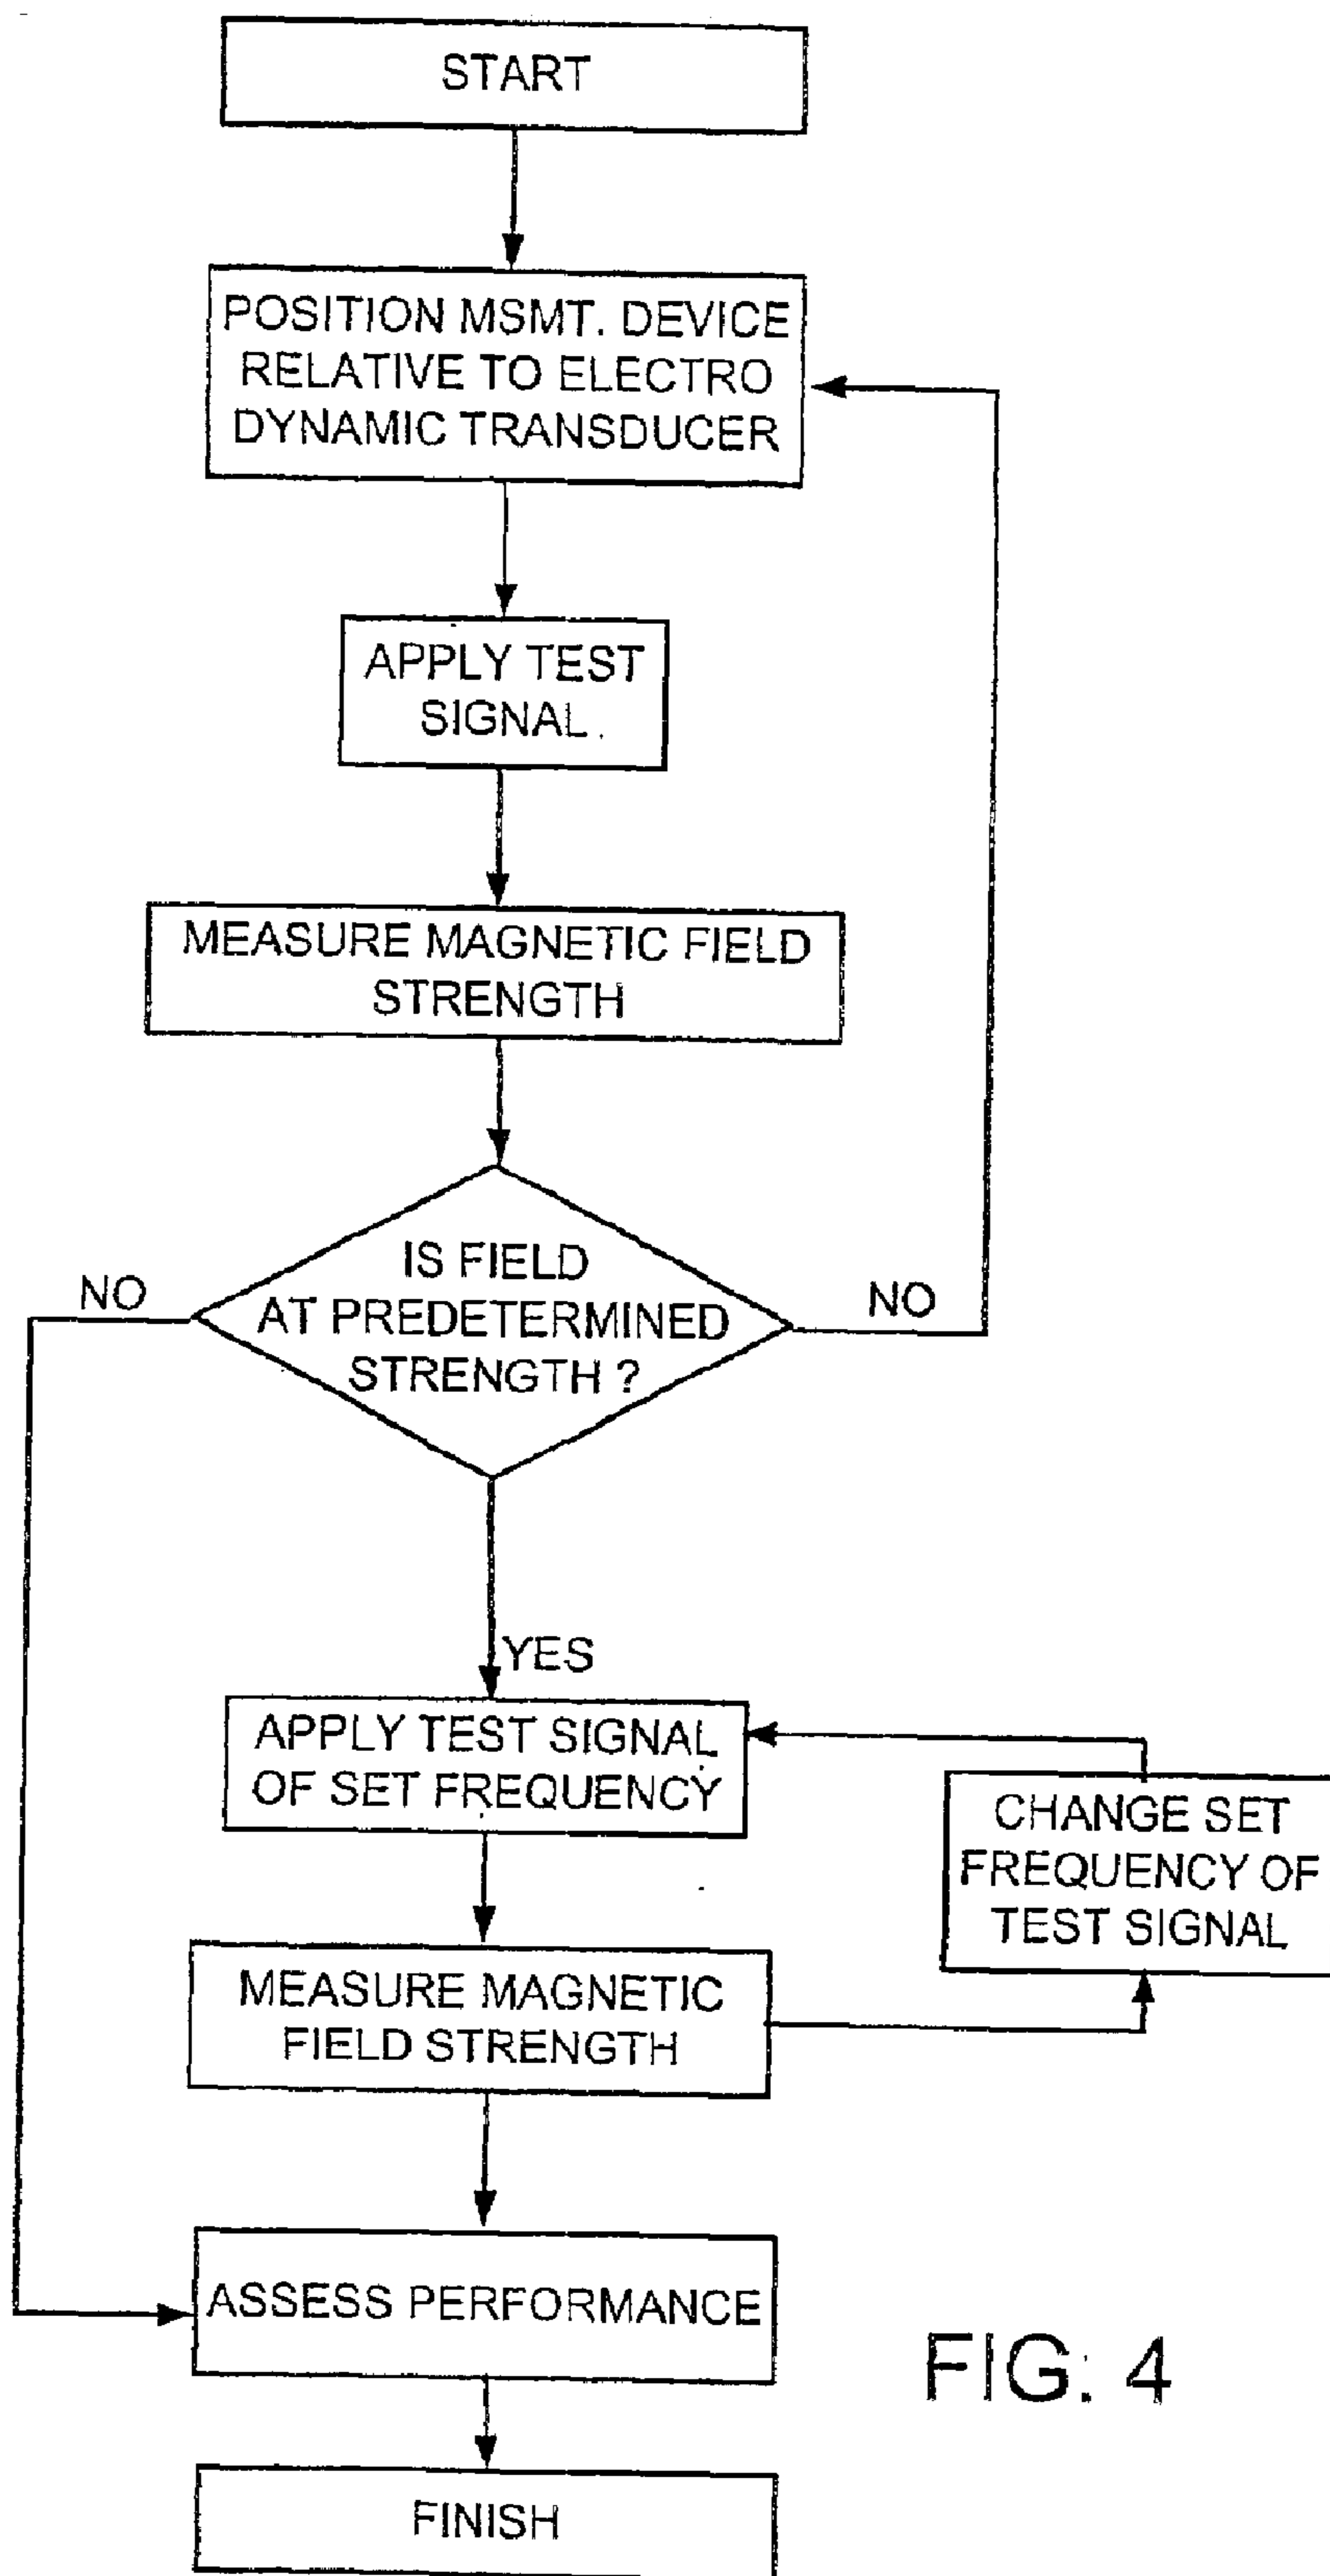 START
POSITION MSMT. DEVICE
RELATIVE TO ELECTRO
DYNAMIC TRANSDUCER
APPLY TEST
SIGNAL
MEASURE MAGNETIC FIELD
STRENGTH
IS FIELD
AT PREDETERMINED
STRENGTH ?
NO
NO
YES
APPLY TEST SIGNAL
OF SET FREQUENCY
CHANGE SET
FREQUENCY OF
TEST SIGNAL
MEASURE MAGNETIC
FIELD STRENGTH
ASSESS PERFORMANCE
FINISH
FIG. 4